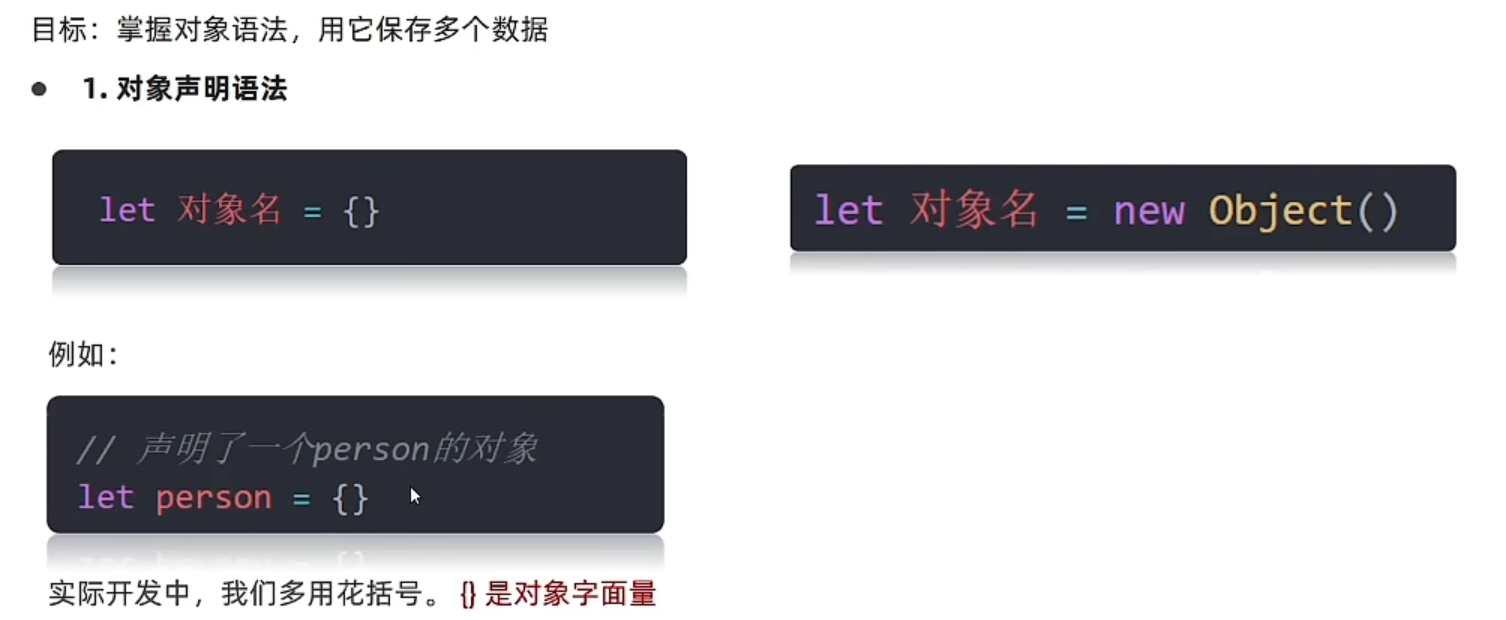 目标：掌握对象语法，用它保存多个数据
● 1. 对象声明语法
let 对象名 = {}
let 对象名 = new Object()
例如：
// 声明了一个person的对象
let person = {}
实际开发中，我们多用花括号。 {} 是对象字面量